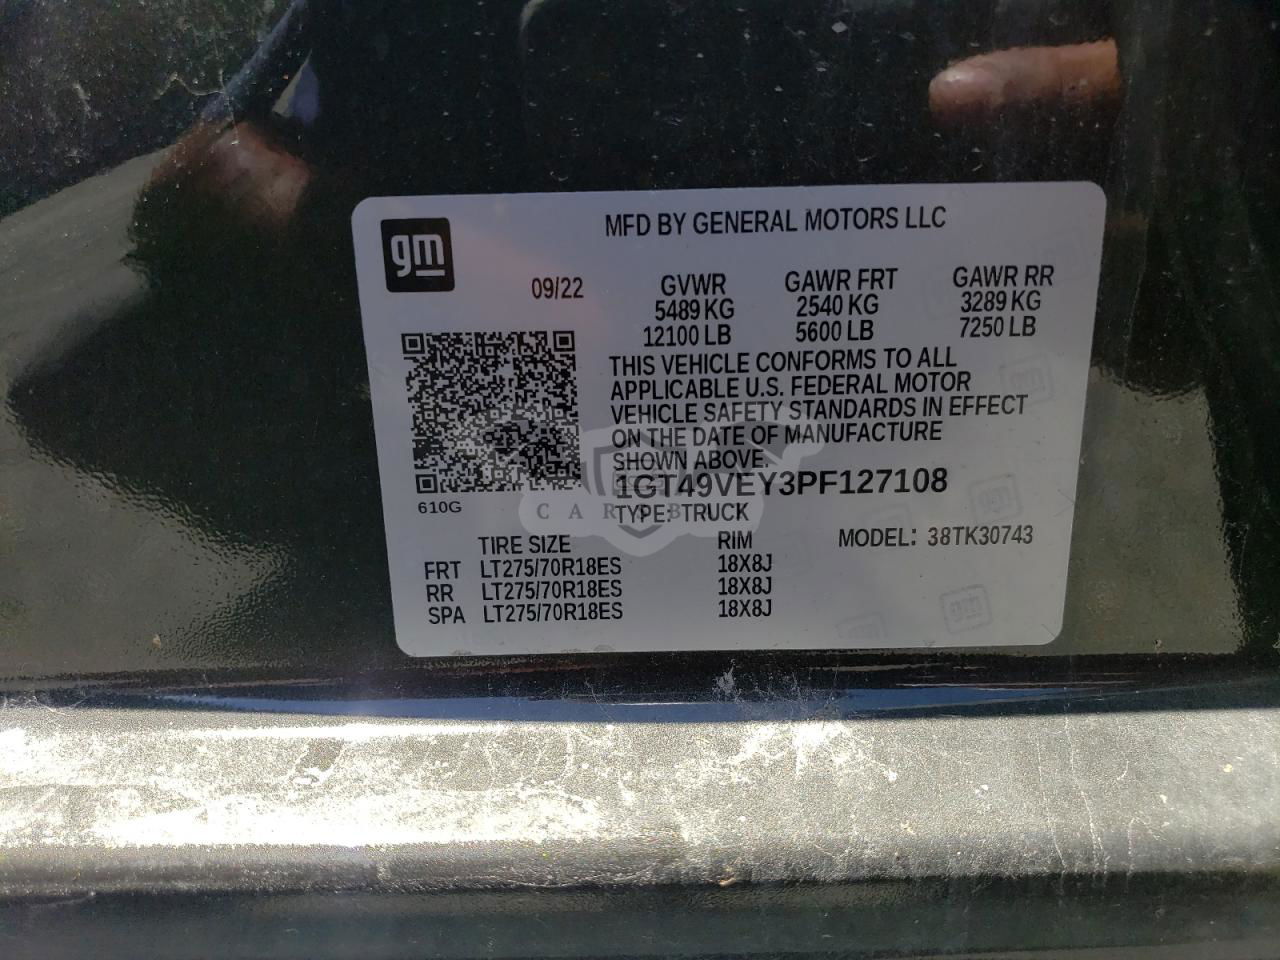 gm
MFD BY GENERAL MOTORS LLC
09/22
GVWR GAWR FRT GAWR RR
5489 KG 2540 KG 3289 KG
12100 LB 5600 LB 7250 LB
THIS VEHICLE CONFORMS TO ALL
APPLICABLE U.S. FEDERAL MOTOR
VEHICLE SAFETY STANDARDS IN EFFECT
ON THE DATE OF MANUFACTURE
SHOWN ABOVE.
1GT49VEY3PF127108
610G
TYPE: TRUCK
TIRE SIZE RIM MODEL: 38TK30743
FRT LT275/70R18ES 18X8J
RR LT275/70R18ES 18X8J
SPA LT275/70R18ES 18X8J